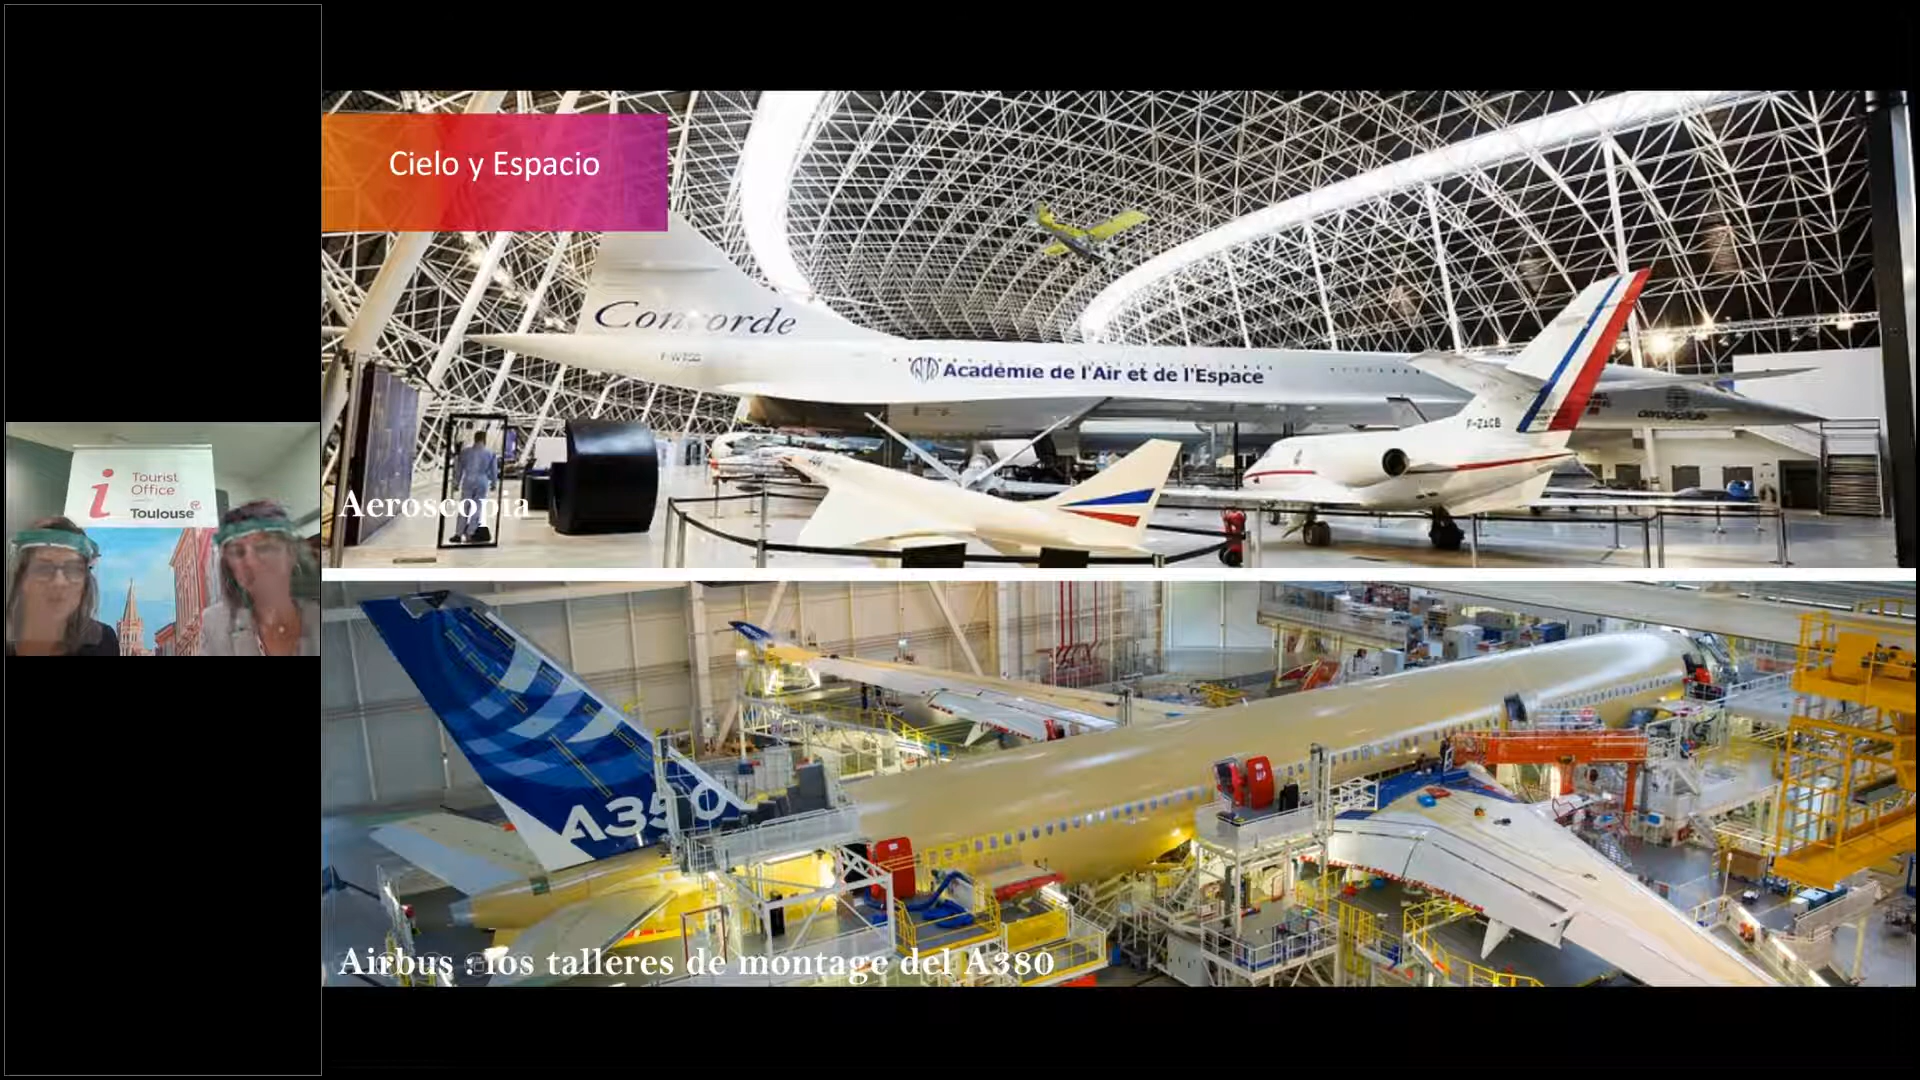 Cielo y Espacio
Concorde
Académie de l'Air et de l'Espace
F-ZACB
aerospatiale
Aeroscopia
Tourist
Office
Toulouse
A350
Airbus : los talleres de montage del A380